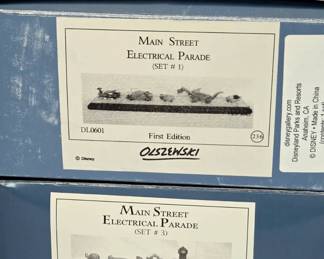 MAIN STREET
ELECTRICAL PARADE
(SET # 1)
DL0601
First Edition
236
© Disney
OLSZEWSKI
disneygallery.com
Disneyland Parks and Resorts
Anaheim, CA
© DISNEY • Made in China
MAIN STREET
ELECTRICAL PARADE
(SET # 3)